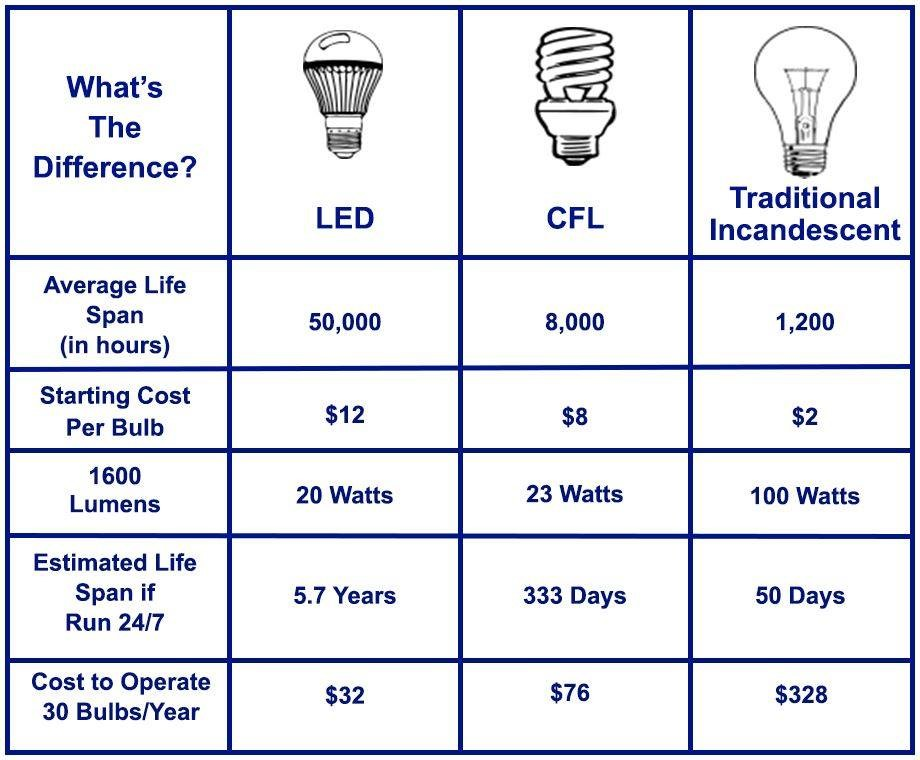 What's
The
Difference?
LED
CFL
Traditional
Incandescent
Average Life
Span
(in hours)
50,000
8,000
1,200
Starting Cost
Per Bulb
$12
$8
$2
1600
Lumens
20 Watts
23 Watts
100 Watts
Estimated Life
Span if
Run 24/7
5.7 Years
333 Days
50 Days
Cost to Operate
30 Bulbs/Year
$32
$76
$328